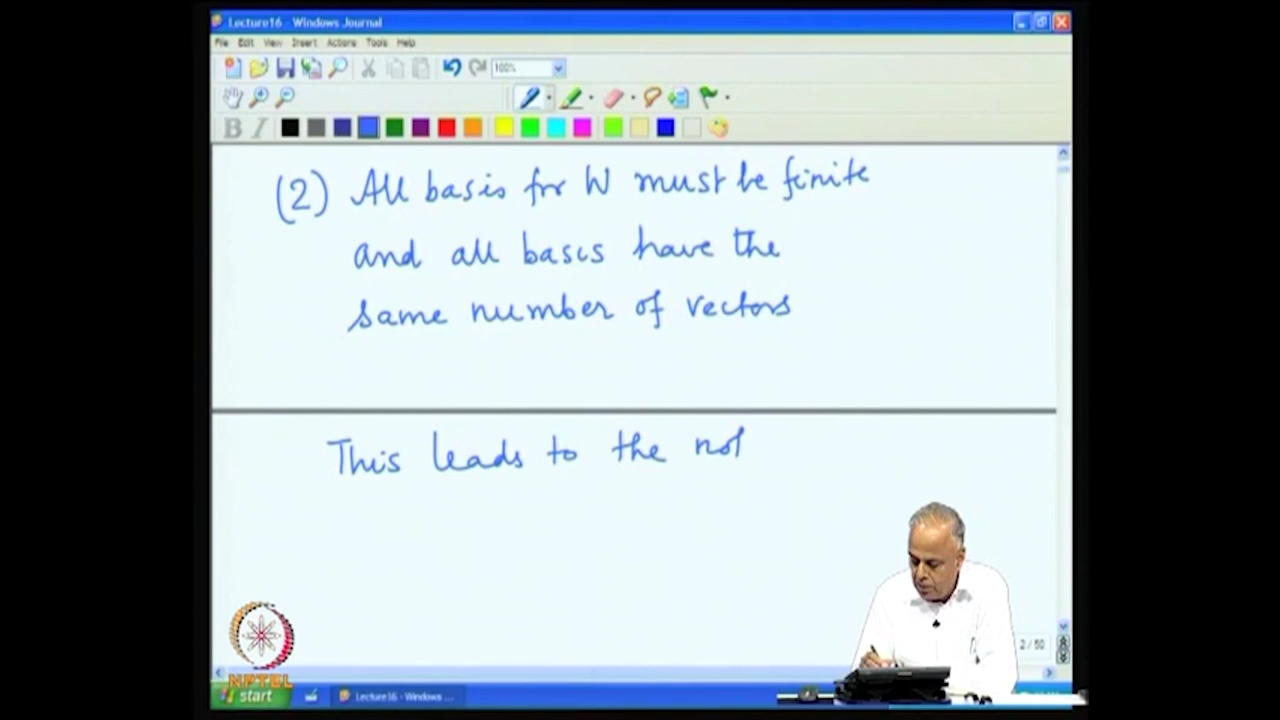 Lecture16 - Windows Journal
File Edit View Insert Actions Tools Help
100%
B I
(2) All basis for W must be finite
and all basis have the
same number of vectors
This leads to the not
2 / 50
NPTEL
start
Lecture16 - Windows ...